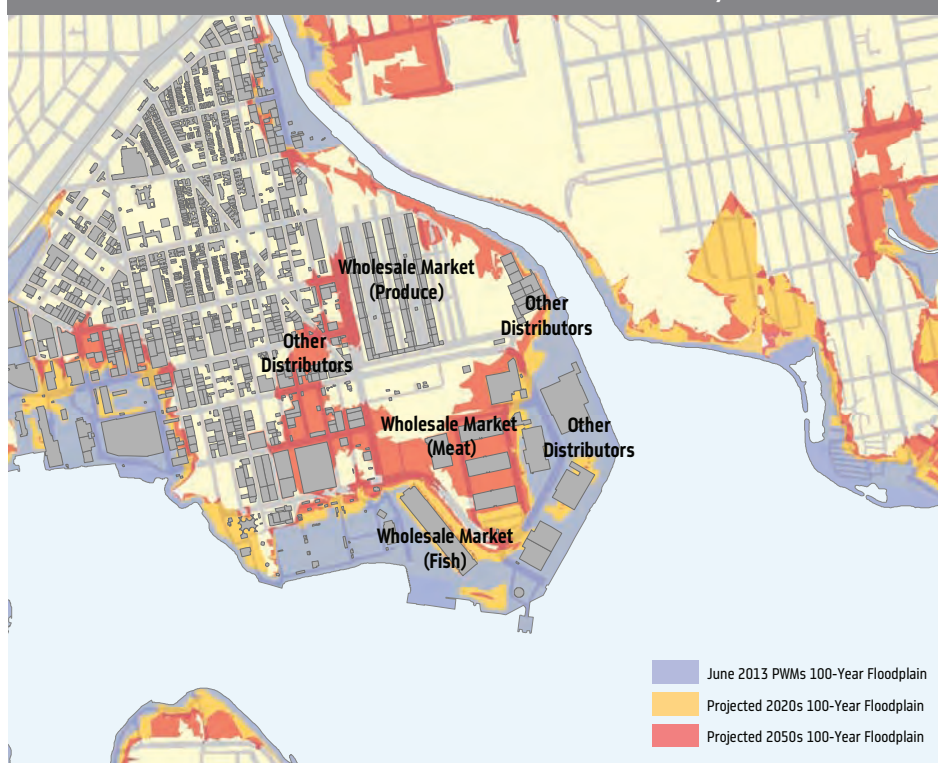 Wholesale Market
(Produce)
Other
Distributors
Other
Distributors
Wholesale Market
(Meat)
Other
Distributors
Wholesale Market
(Fish)
June 2013 PWMs 100-Year Floodplain
Projected 2020s 100-Year Floodplain
Projected 2050s 100-Year Floodplain